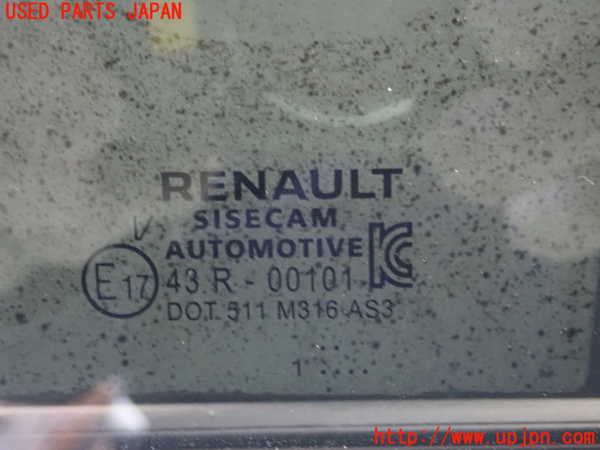 USED PARTS JAPAN
RENAULT
SISECAM
AUTOMOTIVE
E17 43 R - 00101
DOT 511 M316 AS3
1
http://www.upjpn.com